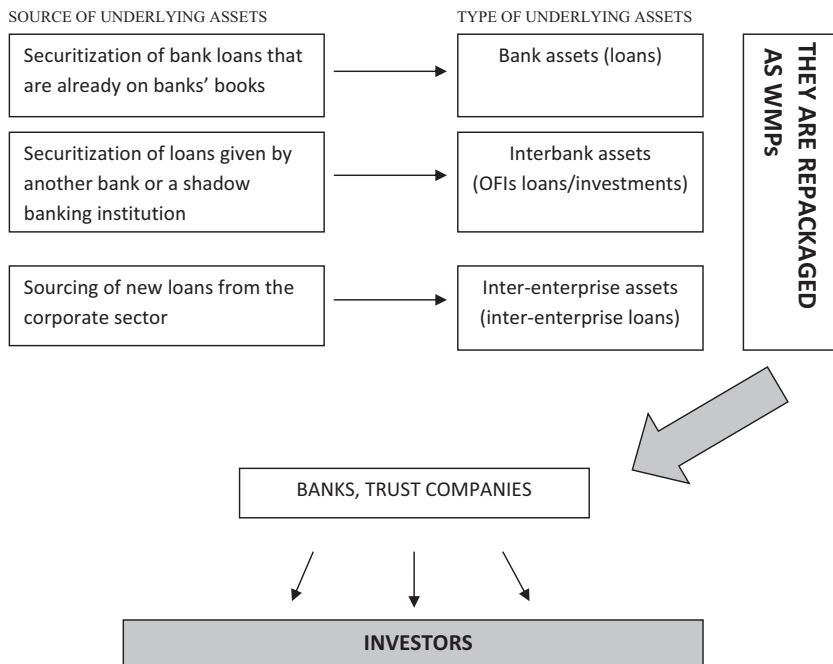 SOURCE OF UNDERLYING ASSETS
TYPE OF UNDERLYING ASSETS
Securitization of bank loans that
are already on banks’ books
Bank assets (loans)
Securitization of loans given by
another bank or a shadow
banking institution
Interbank assets
(OFIs loans/investments)
Sourcing of new loans from the
corporate sector
Inter-enterprise assets
(inter-enterprise loans)
THEY ARE REPACKAGED
AS WMPs
BANKS, TRUST COMPANIES
INVESTORS